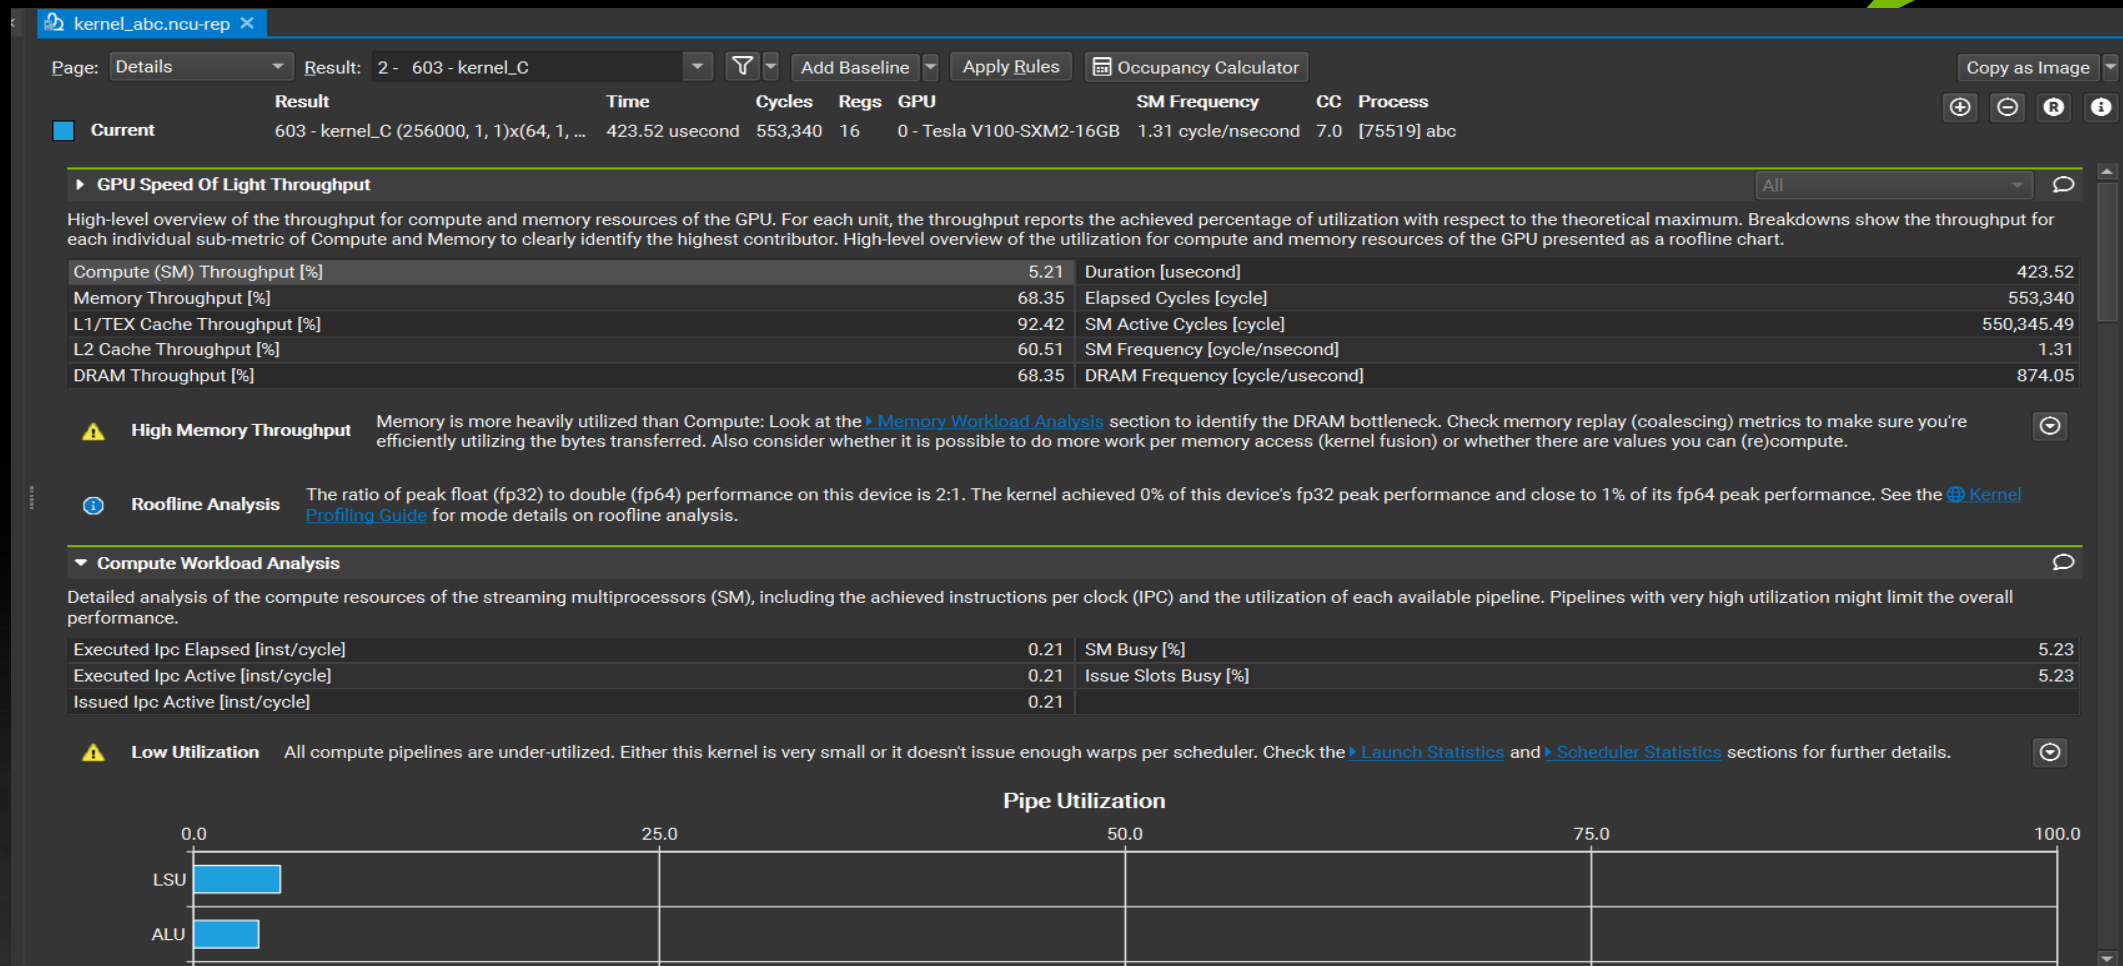 kernel_abc.ncu-rep
Page: Details Result: 2 - 603 - kernel_C Add Baseline Apply Rules Occupancy Calculator Copy as Image
Result Time Cycles Regs GPU SM Frequency CC Process
Current 603 - kernel_C (256000, 1, 1)x(64, 1, ... 423.52 usecond 553,340 16 0 - Tesla V100-SXM2-16GB 1.31 cycle/nsecond 7.0 [75519] abc
GPU Speed Of Light Throughput All
High-level overview of the throughput for compute and memory resources of the GPU. For each unit, the throughput reports the achieved percentage of utilization with respect to the theoretical maximum. Breakdowns show the throughput for
each individual sub-metric of Compute and Memory to clearly identify the highest contributor. High-level overview of the utilization for compute and memory resources of the GPU presented as a roofline chart.
Compute (SM) Throughput [%] 5.21 Duration [usecond] 423.52
Memory Throughput [%] 68.35 Elapsed Cycles [cycle] 553,340
L1/TEX Cache Throughput [%] 92.42 SM Active Cycles [cycle] 550,345.49
L2 Cache Throughput [%] 60.51 SM Frequency [cycle/nsecond] 1.31
DRAM Throughput [%] 68.35 DRAM Frequency [cycle/usecond] 874.05
High Memory Throughput Memory is more heavily utilized than Compute: Look at the Memory Workload Analysis section to identify the DRAM bottleneck. Check memory replay (coalescing) metrics to make sure you're
efficiently utilizing the bytes transferred. Also consider whether it is possible to do more work per memory access (kernel fusion) or whether there are values you can (re)compute.
Roofline Analysis The ratio of peak float (fp32) to double (fp64) performance on this device is 2:1. The kernel achieved 0% of this device's fp32 peak performance and close to 1% of its fp64 peak performance. See the Kernel
Profiling Guide for mode details on roofline analysis.
Compute Workload Analysis
Detailed analysis of the compute resources of the streaming multiprocessors (SM), including the achieved instructions per clock (IPC) and the utilization of each available pipeline. Pipelines with very high utilization might limit the overall
performance.
Executed Ipc Elapsed [inst/cycle] 0.21 SM Busy [%] 5.23
Executed Ipc Active [inst/cycle] 0.21 Issue Slots Busy [%] 5.23
Issued Ipc Active [inst/cycle] 0.21
Low Utilization All compute pipelines are under-utilized. Either this kernel is very small or it doesn't issue enough warps per scheduler. Check the Launch Statistics and Scheduler Statistics sections for further details.
Pipe Utilization
0.0 25.0 50.0 75.0 100.0
LSU
ALU